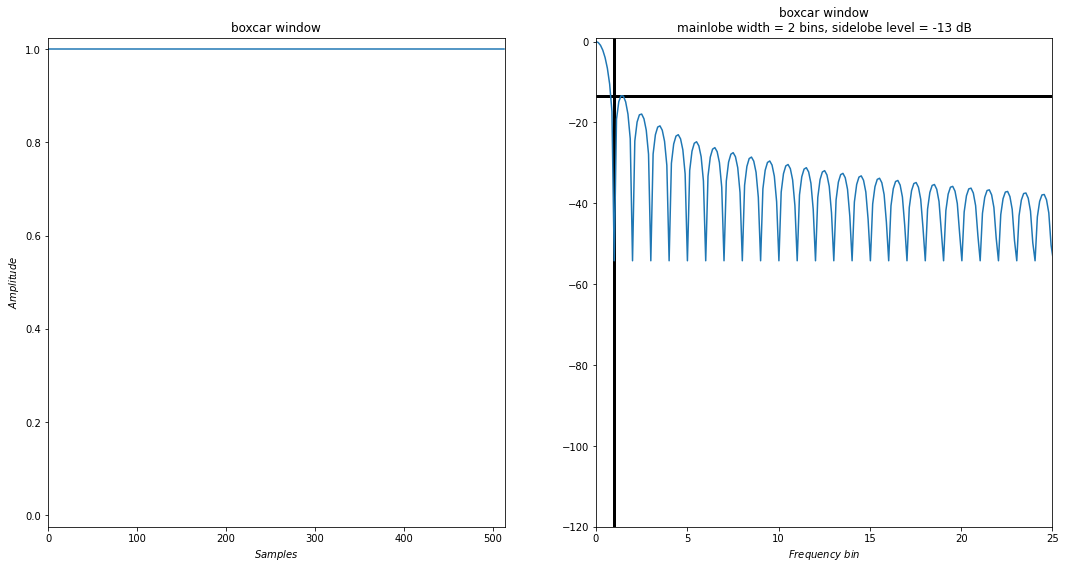 boxcar window
1.0
0.8
0.6
0.4
0.2
0.0
Amplitude
0 100 200 300 400 500
Samples
boxcar window
mainlobe width = 2 bins, sidelobe level = -13 dB
0
−20
−40
−60
−80
−100
−120
0 5 10 15 20 25
Frequency bin